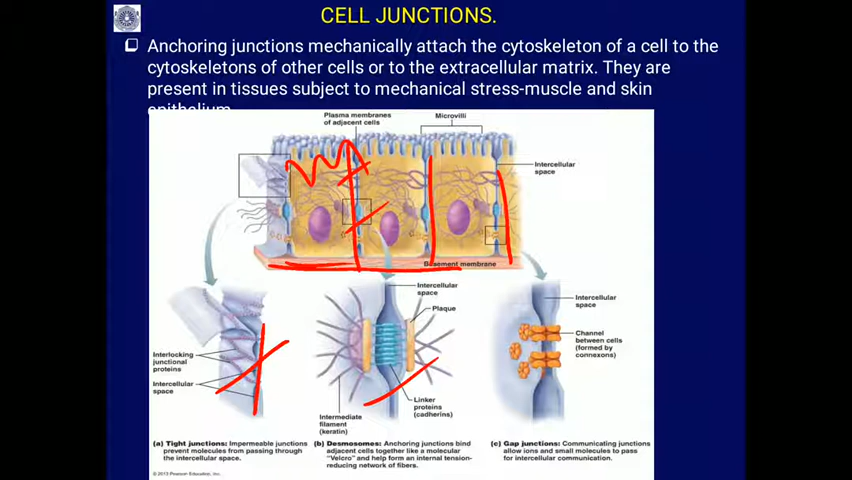 CELL JUNCTIONS.
Anchoring junctions mechanically attach the cytoskeleton of a cell to the
cytoskeletons of other cells or to the extracellular matrix. They are
present in tissues subject to mechanical stress-muscle and skin
epithelium.
Plasma membranes
of adjacent cells
Microvilli
Intercellular
space
Basement membrane
Intercellular
space
Plaque
Intercellular
space
Channel
between cells
(formed by
connexons)
Interlocking
junctional
proteins
Intercellular
space
Linker
proteins
(cadherins)
Intermediate
filament
(keratin)
(a) Tight junctions: Impermeable junctions
prevent molecules from passing through
the intercellular space.
(b) Desmosomes: Anchoring junctions bind
adjacent cells together like a molecular
"Velcro" and help form an internal tension-
reducing network of fibers.
(c) Gap junctions: Communicating junctions
allow ions and small molecules to pass
for intercellular communication.
© 2013 Pearson Education, Inc.